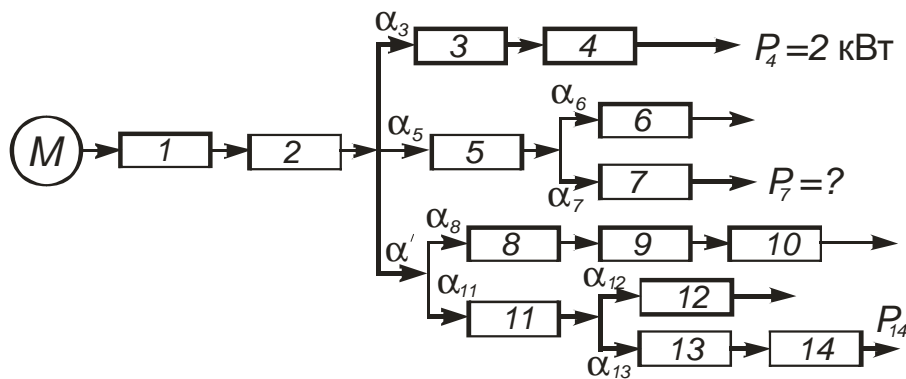 α₃ 3 4 P₄ = 2 кВт
α₆ 6
M 1 2 α₅ 5
α₇ 7 P₇ = ?
α₈ 8 9 10
α′
α₁₁ 11 α₁₂ 12
α₁₃ 13 14 P₁₄